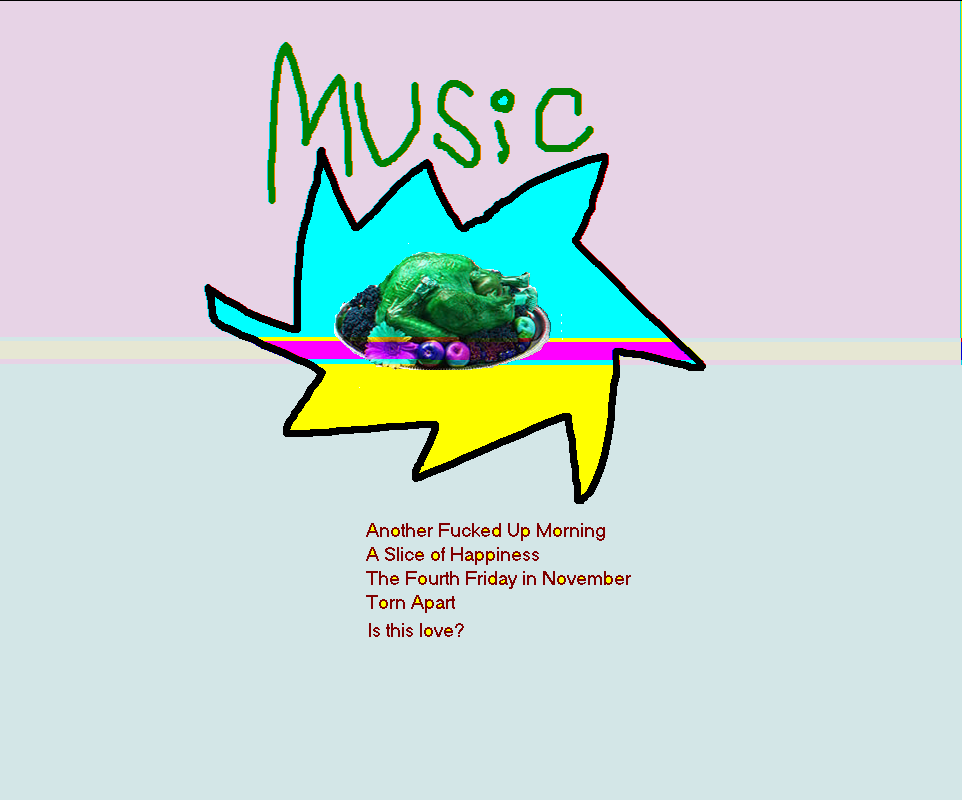 MUSiC
Another Fucked Up Morning
A Slice of Happiness
The Fourth Friday in November
Torn Apart
Is this love?